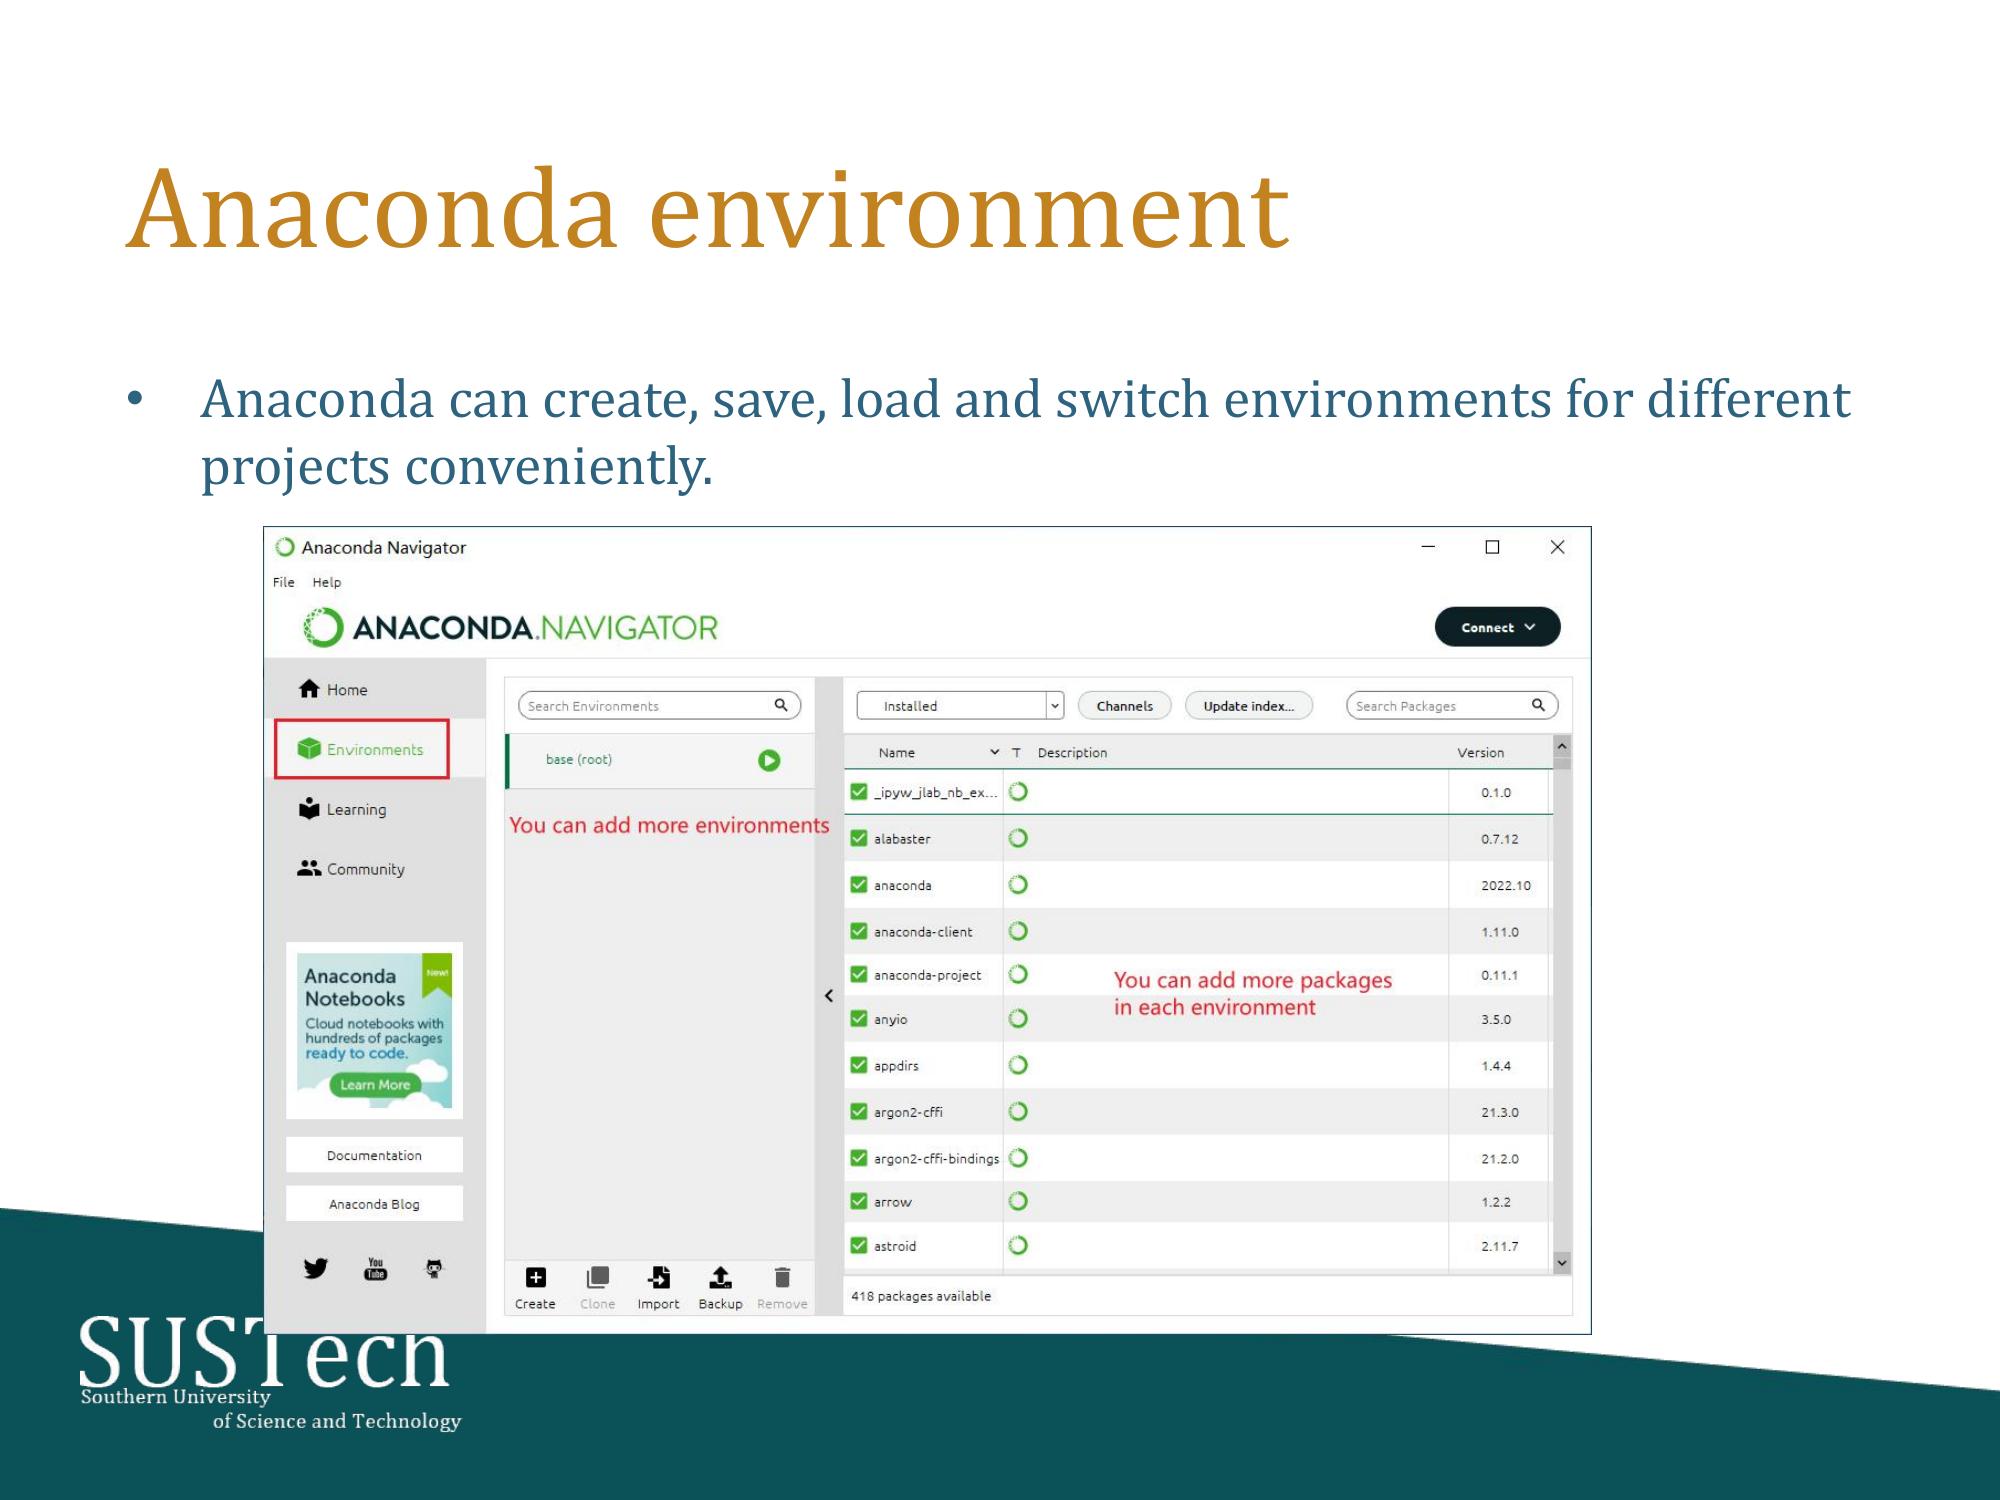 Anaconda environment
• Anaconda can create, save, load and switch environments for different
projects conveniently.
Anaconda Navigator
File Help
ANACONDA.NAVIGATOR
Connect
Home
Environments
Learning
Community
Anaconda
Notebooks
New!
Cloud notebooks with
hundreds of packages
ready to code.
Learn More
Documentation
Anaconda Blog
You
Tube
Search Environments
base (root)
You can add more environments
Create Clone Import Backup Remove
Installed Channels Update index... Search Packages
Name T Description Version
_ipyw_jlab_nb_ex... 0.1.0
alabaster 0.7.12
anaconda 2022.10
anaconda-client 1.11.0
anaconda-project 0.11.1
You can add more packages
in each environment
anyio 3.5.0
appdirs 1.4.4
argon2-cffi 21.3.0
argon2-cffi-bindings 21.2.0
arrow 1.2.2
astroid 2.11.7
418 packages available
SUSTech
Southern University
of Science and Technology